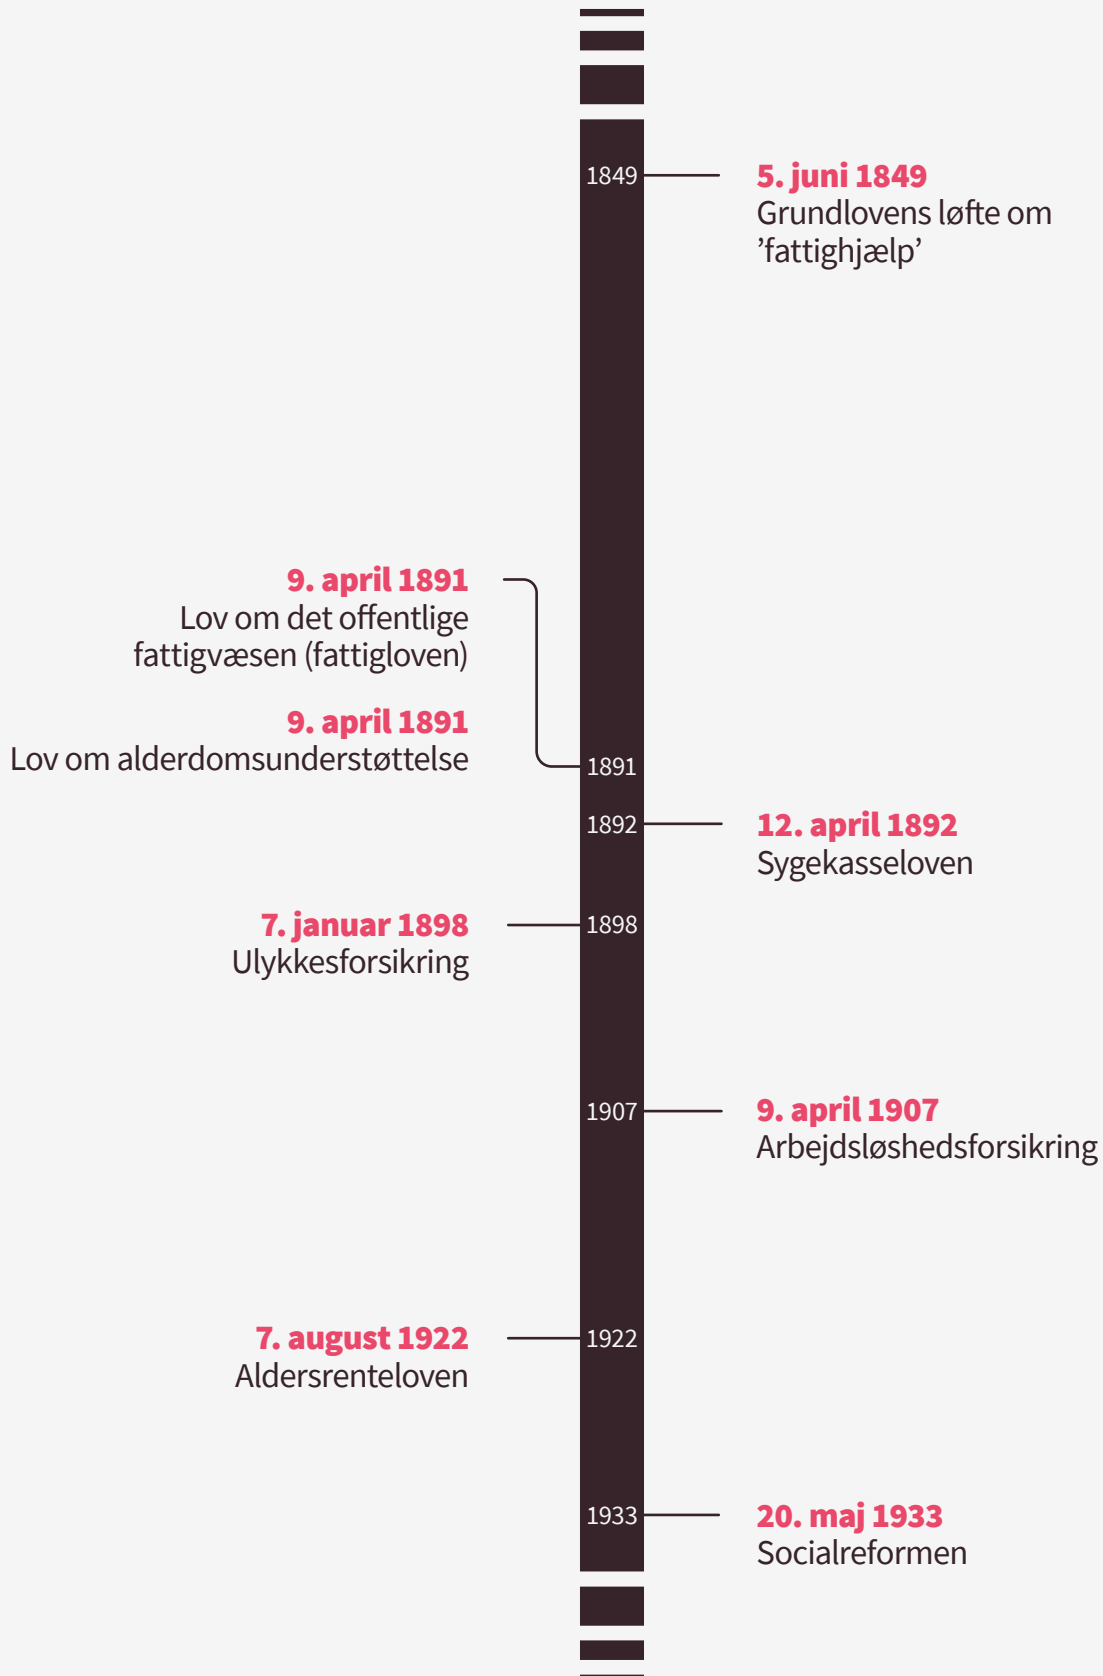 1849
5. juni 1849
Grundlovens løfte om
’fattighjælp’
9. april 1891
Lov om det offentlige
fattigvæsen (fattigloven)
9. april 1891
Lov om alderdomsunderstøttelse
1891
1892
12. april 1892
Sygekasseloven
7. januar 1898
Ulykkesforsikring
1898
1907
9. april 1907
Arbejdsløshedsforsikring
7. august 1922
Aldersrenteloven
1922
1933
20. maj 1933
Socialreformen